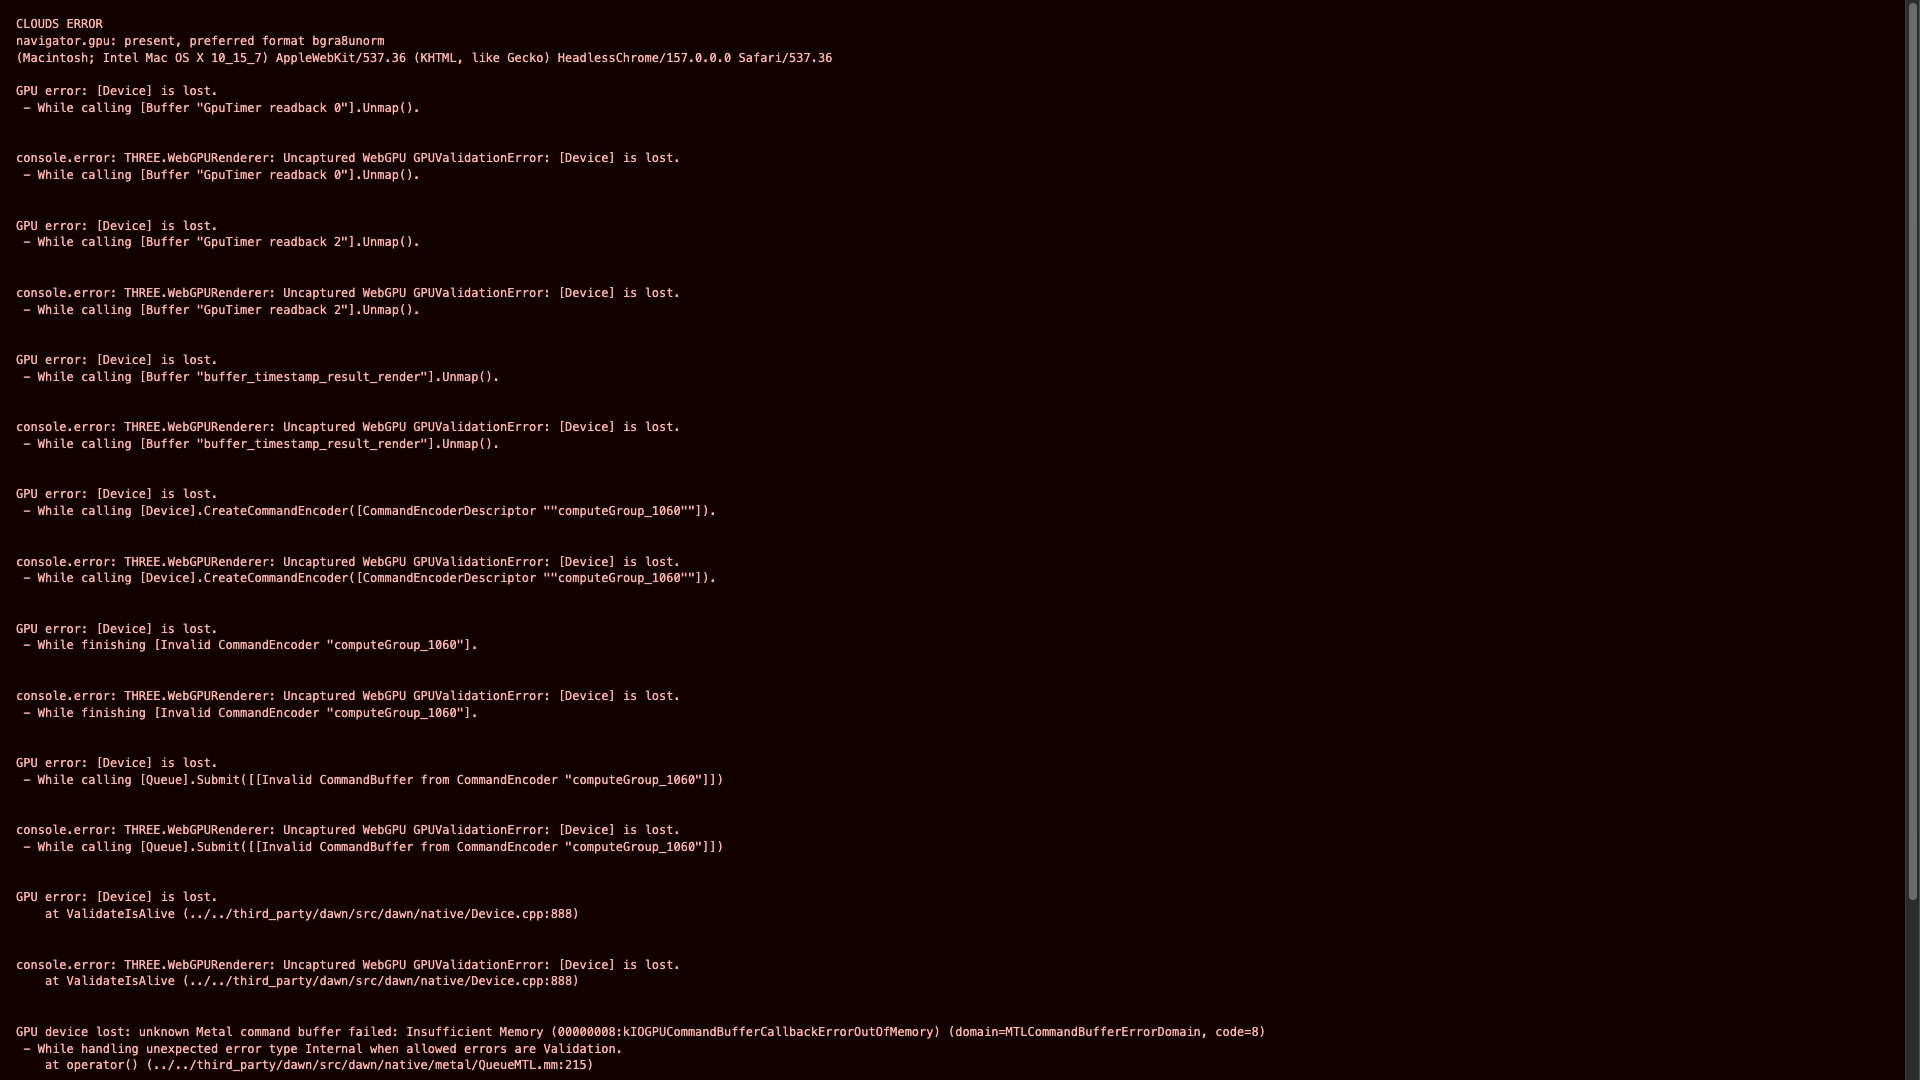 CLOUDS ERROR
navigator.gpu: present, preferred format bgra8unorm
(Macintosh; Intel Mac OS X 10_15_7) AppleWebKit/537.36 (KHTML, like Gecko) HeadlessChrome/157.0.0.0 Safari/537.36
GPU error: [Device] is lost.
 - While calling [Buffer "GpuTimer readback 0"].Unmap().
console.error: THREE.WebGPURenderer: Uncaptured WebGPU GPUValidationError: [Device] is lost.
 - While calling [Buffer "GpuTimer readback 0"].Unmap().
GPU error: [Device] is lost.
 - While calling [Buffer "GpuTimer readback 2"].Unmap().
console.error: THREE.WebGPURenderer: Uncaptured WebGPU GPUValidationError: [Device] is lost.
 - While calling [Buffer "GpuTimer readback 2"].Unmap().
GPU error: [Device] is lost.
 - While calling [Buffer "buffer_timestamp_result_render"].Unmap().
console.error: THREE.WebGPURenderer: Uncaptured WebGPU GPUValidationError: [Device] is lost.
 - While calling [Buffer "buffer_timestamp_result_render"].Unmap().
GPU error: [Device] is lost.
 - While calling [Device].CreateCommandEncoder([CommandEncoderDescriptor ""computeGroup_1060""]).
console.error: THREE.WebGPURenderer: Uncaptured WebGPU GPUValidationError: [Device] is lost.
 - While calling [Device].CreateCommandEncoder([CommandEncoderDescriptor ""computeGroup_1060""]).
GPU error: [Device] is lost.
 - While finishing [Invalid CommandEncoder "computeGroup_1060"].
console.error: THREE.WebGPURenderer: Uncaptured WebGPU GPUValidationError: [Device] is lost.
 - While finishing [Invalid CommandEncoder "computeGroup_1060"].
GPU error: [Device] is lost.
 - While calling [Queue].Submit([[Invalid CommandBuffer from CommandEncoder "computeGroup_1060"]])
console.error: THREE.WebGPURenderer: Uncaptured WebGPU GPUValidationError: [Device] is lost.
 - While calling [Queue].Submit([[Invalid CommandBuffer from CommandEncoder "computeGroup_1060"]])
GPU error: [Device] is lost.
    at ValidateIsAlive (../../third_party/dawn/src/dawn/native/Device.cpp:888)
console.error: THREE.WebGPURenderer: Uncaptured WebGPU GPUValidationError: [Device] is lost.
    at ValidateIsAlive (../../third_party/dawn/src/dawn/native/Device.cpp:888)
GPU device lost: unknown Metal command buffer failed: Insufficient Memory (00000008:kIOGPUCommandBufferCallbackErrorOutOfMemory) (domain=MTLCommandBufferErrorDomain, code=8)
 - While handling unexpected error type Internal when allowed errors are Validation.
    at operator() (../../third_party/dawn/src/dawn/native/metal/QueueMTL.mm:215)